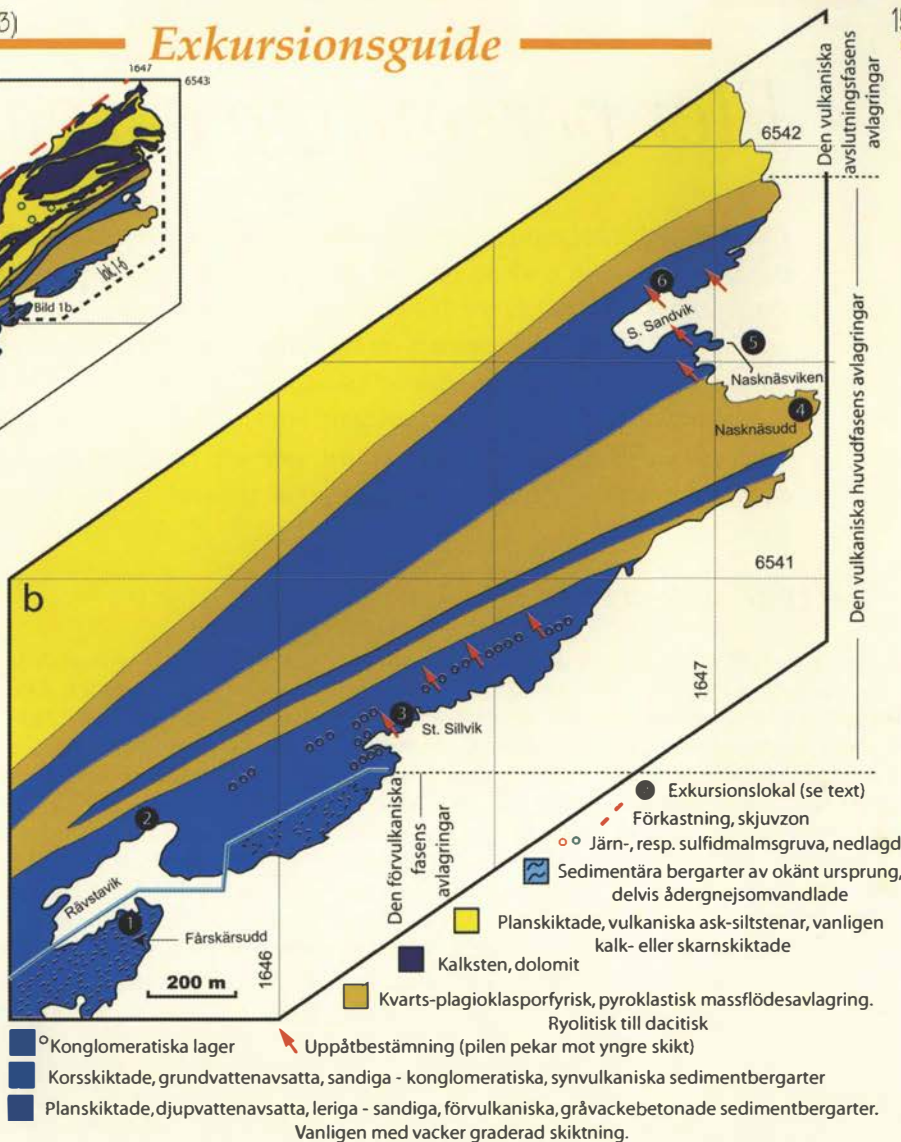 3)
Exkursionsguide
15
1647
6543
lok. 1-6
Bild 1b
b
6542
6
S. Sandvik
5
Nasknäsviken
4
Nasknäsudd
6541
1647
3
St. Sillvik
2
Rävstavik
1
Fårskärsudd
200 m
1646
Den vulkaniska
avslutningsfasens
avlagringar
Den vulkaniska huvudfasens avlagringar
Den förvulkaniska
fasens
avlagringar
Exkursionslokal (se text)
Förkastning, skjuvzon
Järn-, resp. sulfidmalmsgruva, nedlagd
Sedimentära bergarter av okänt ursprung,
delvis ådergnejsomvandlade
Planskiktade, vulkaniska ask-siltstenar, vanligen
kalk- eller skarnskiktade
Kalksten, dolomit
Kvarts-plagioklasporfyrisk, pyroklastisk massflödesavlagring.
Ryolitisk till dacitisk
Konglomeratiska lager Uppåtbestämning (pilen pekar mot yngre skikt)
Korsskiktade, grundvattenavsatta, sandiga - konglomeratiska, synvulkaniska sedimentbergarter
Planskiktade, djupvattenavsatta, leriga - sandiga, förvulkaniska, gråvackebetonade sedimentbergarter.
Vanligen med vacker graderad skiktning.